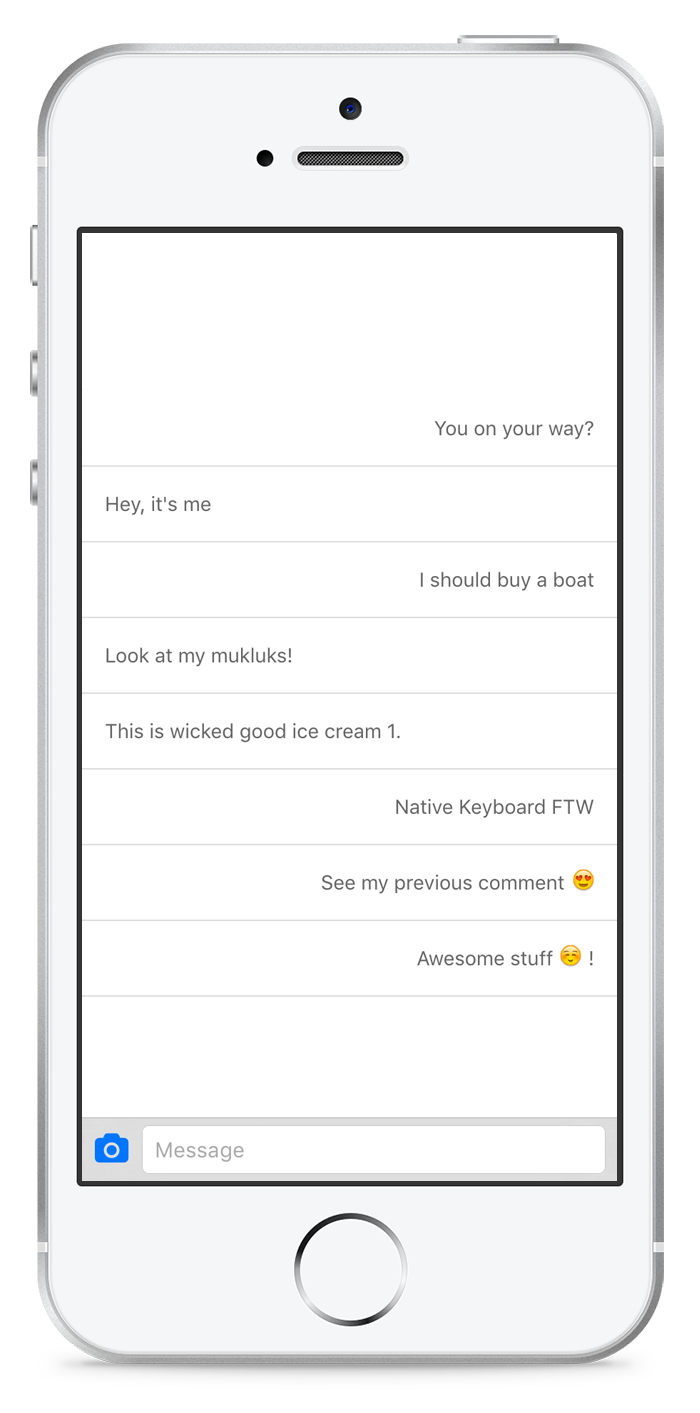 You on your way?
Hey, it's me
I should buy a boat
Look at my mukluks!
This is wicked good ice cream 1.
Native Keyboard FTW
See my previous comment 😍
Awesome stuff ☺️ !
Message